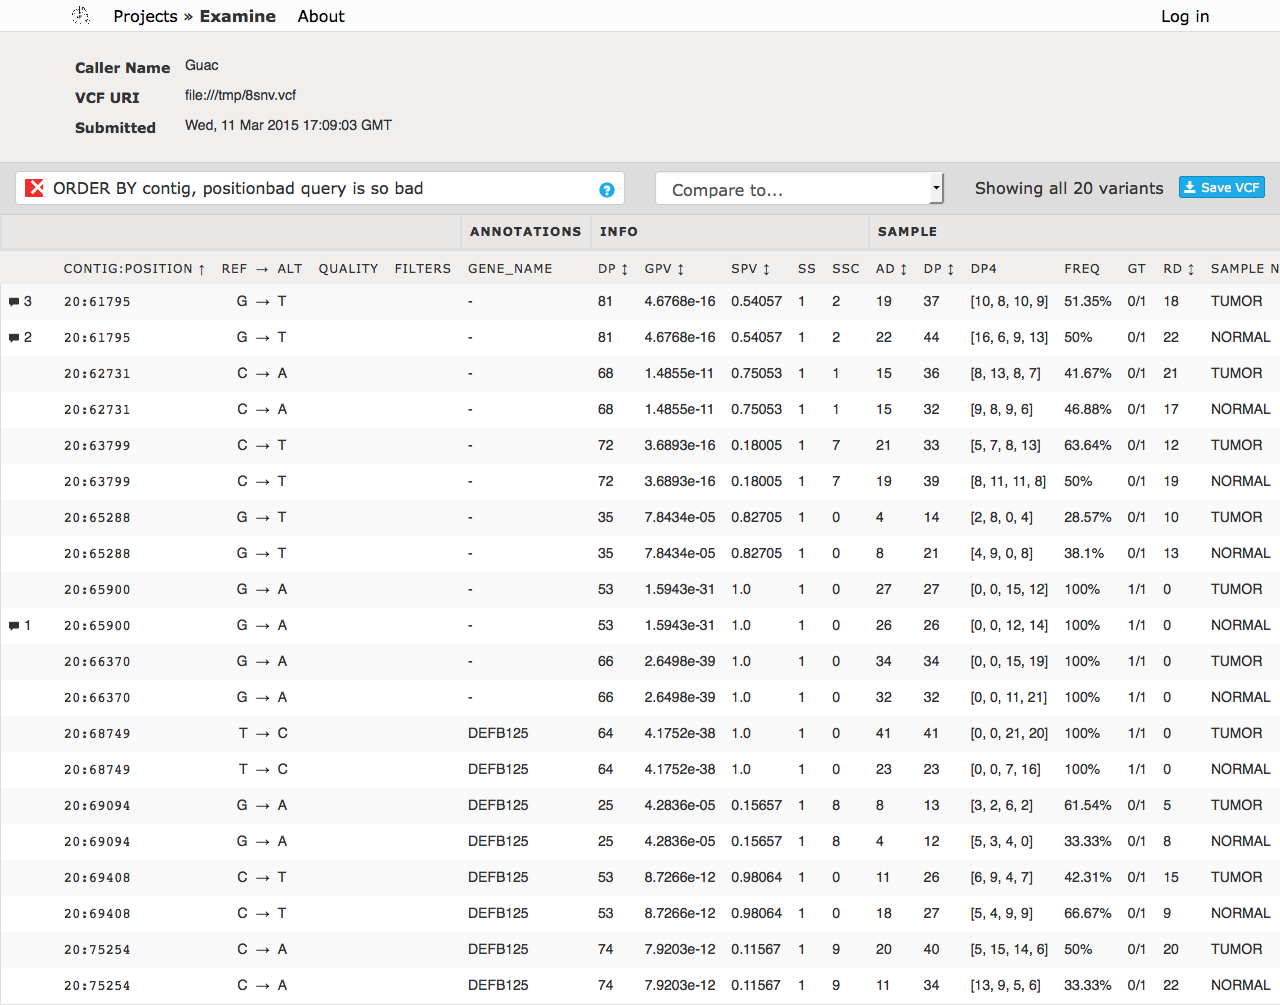 Projects » Examine About Log in
Caller Name Guac
VCF URI file:///tmp/8snv.vcf
Submitted Wed, 11 Mar 2015 17:09:03 GMT
ORDER BY contig, positionbad query is so bad ? Compare to... Showing all 20 variants Save VCF
ANNOTATIONS INFO SAMPLE
CONTIG:POSITION ↑ REF → ALT QUALITY FILTERS GENE_NAME DP ↕ GPV ↕ SPV ↕ SS SSC AD ↕ DP ↕ DP4 FREQ GT RD ↕ SAMPLE N
3 20:61795 G → T - 81 4.6768e-16 0.54057 1 2 19 37 [10, 8, 10, 9] 51.35% 0/1 18 TUMOR
2 20:61795 G → T - 81 4.6768e-16 0.54057 1 2 22 44 [16, 6, 9, 13] 50% 0/1 22 NORMAL
20:62731 C → A - 68 1.4855e-11 0.75053 1 1 15 36 [8, 13, 8, 7] 41.67% 0/1 21 TUMOR
20:62731 C → A - 68 1.4855e-11 0.75053 1 1 15 32 [9, 8, 9, 6] 46.88% 0/1 17 NORMAL
20:63799 C → T - 72 3.6893e-16 0.18005 1 7 21 33 [5, 7, 8, 13] 63.64% 0/1 12 TUMOR
20:63799 C → T - 72 3.6893e-16 0.18005 1 7 19 39 [8, 11, 11, 8] 50% 0/1 19 NORMAL
20:65288 G → T - 35 7.8434e-05 0.82705 1 0 4 14 [2, 8, 0, 4] 28.57% 0/1 10 TUMOR
20:65288 G → T - 35 7.8434e-05 0.82705 1 0 8 21 [4, 9, 0, 8] 38.1% 0/1 13 NORMAL
20:65900 G → A - 53 1.5943e-31 1.0 1 0 27 27 [0, 0, 15, 12] 100% 1/1 0 TUMOR
1 20:65900 G → A - 53 1.5943e-31 1.0 1 0 26 26 [0, 0, 12, 14] 100% 1/1 0 NORMAL
20:66370 G → A - 66 2.6498e-39 1.0 1 0 34 34 [0, 0, 15, 19] 100% 1/1 0 TUMOR
20:66370 G → A - 66 2.6498e-39 1.0 1 0 32 32 [0, 0, 11, 21] 100% 1/1 0 NORMAL
20:68749 T → C DEFB125 64 4.1752e-38 1.0 1 0 41 41 [0, 0, 21, 20] 100% 1/1 0 TUMOR
20:68749 T → C DEFB125 64 4.1752e-38 1.0 1 0 23 23 [0, 0, 7, 16] 100% 1/1 0 NORMAL
20:69094 G → A DEFB125 25 4.2836e-05 0.15657 1 8 8 13 [3, 2, 6, 2] 61.54% 0/1 5 TUMOR
20:69094 G → A DEFB125 25 4.2836e-05 0.15657 1 8 4 12 [5, 3, 4, 0] 33.33% 0/1 8 NORMAL
20:69408 C → T DEFB125 53 8.7266e-12 0.98064 1 0 11 26 [6, 9, 4, 7] 42.31% 0/1 15 TUMOR
20:69408 C → T DEFB125 53 8.7266e-12 0.98064 1 0 18 27 [5, 4, 9, 9] 66.67% 0/1 9 NORMAL
20:75254 C → A DEFB125 74 7.9203e-12 0.11567 1 9 20 40 [5, 15, 14, 6] 50% 0/1 20 TUMOR
20:75254 C → A DEFB125 74 7.9203e-12 0.11567 1 9 11 34 [13, 9, 5, 6] 33.33% 0/1 22 NORMAL